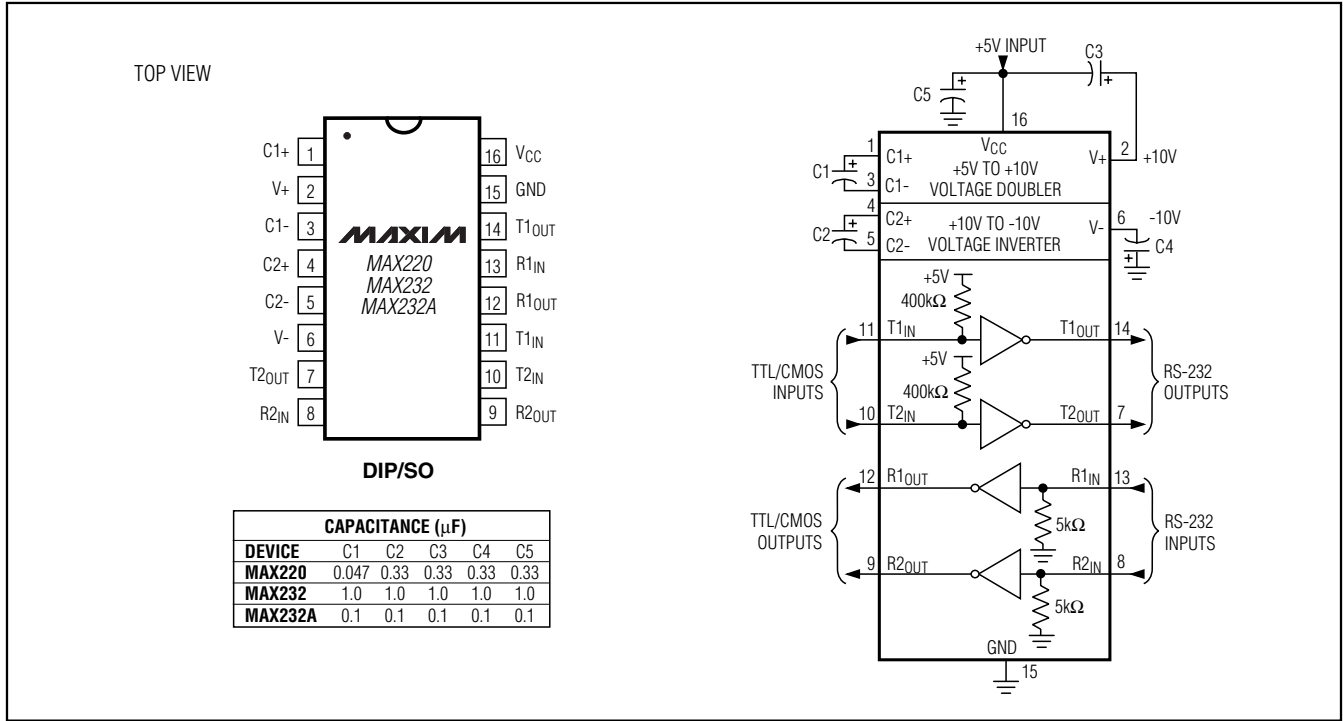 TOP VIEW
C1+ 1
V+ 2
C1- 3
C2+ 4
C2- 5
V- 6
T2OUT 7
R2IN 8
16 VCC
15 GND
14 T1OUT
13 R1IN
12 R1OUT
11 T1IN
10 T2IN
9 R2OUT
MAXIM
MAX220
MAX232
MAX232A
DIP/SO
CAPACITANCE (μF)
DEVICE C1 C2 C3 C4 C5
MAX220 0.047 0.33 0.33 0.33 0.33
MAX232 1.0 1.0 1.0 1.0 1.0
MAX232A 0.1 0.1 0.1 0.1 0.1
+5V INPUT
C3
+
C5
+
16
1
C1+
VCC
V+
2
+10V
C1
+
3
C1-
+5V TO +10V
VOLTAGE DOUBLER
4
C2+
C2
+
5
C2-
+10V TO -10V
VOLTAGE INVERTER
V-
6
-10V
C4
+
+5V
400kΩ
11
T1IN
T1OUT
14
+5V
400kΩ
TTL/CMOS
INPUTS
RS-232
OUTPUTS
10
T2IN
T2OUT
7
12
R1OUT
R1IN
13
5kΩ
TTL/CMOS
OUTPUTS
RS-232
INPUTS
9
R2OUT
R2IN
8
5kΩ
GND
15